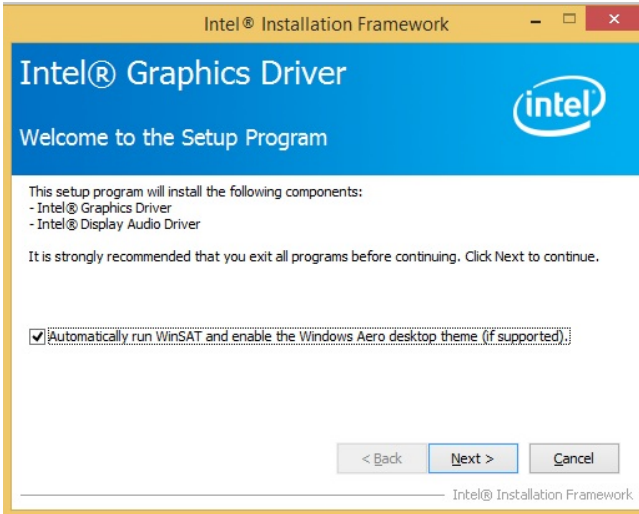 Intel® Installation Framework
Intel® Graphics Driver
intel
Welcome to the Setup Program
This setup program will install the following components:
- Intel® Graphics Driver
- Intel® Display Audio Driver
It is strongly recommended that you exit all programs before continuing. Click Next to continue.
Automatically run WinSAT and enable the Windows Aero desktop theme (if supported).
< Back Next > Cancel
Intel® Installation Framework